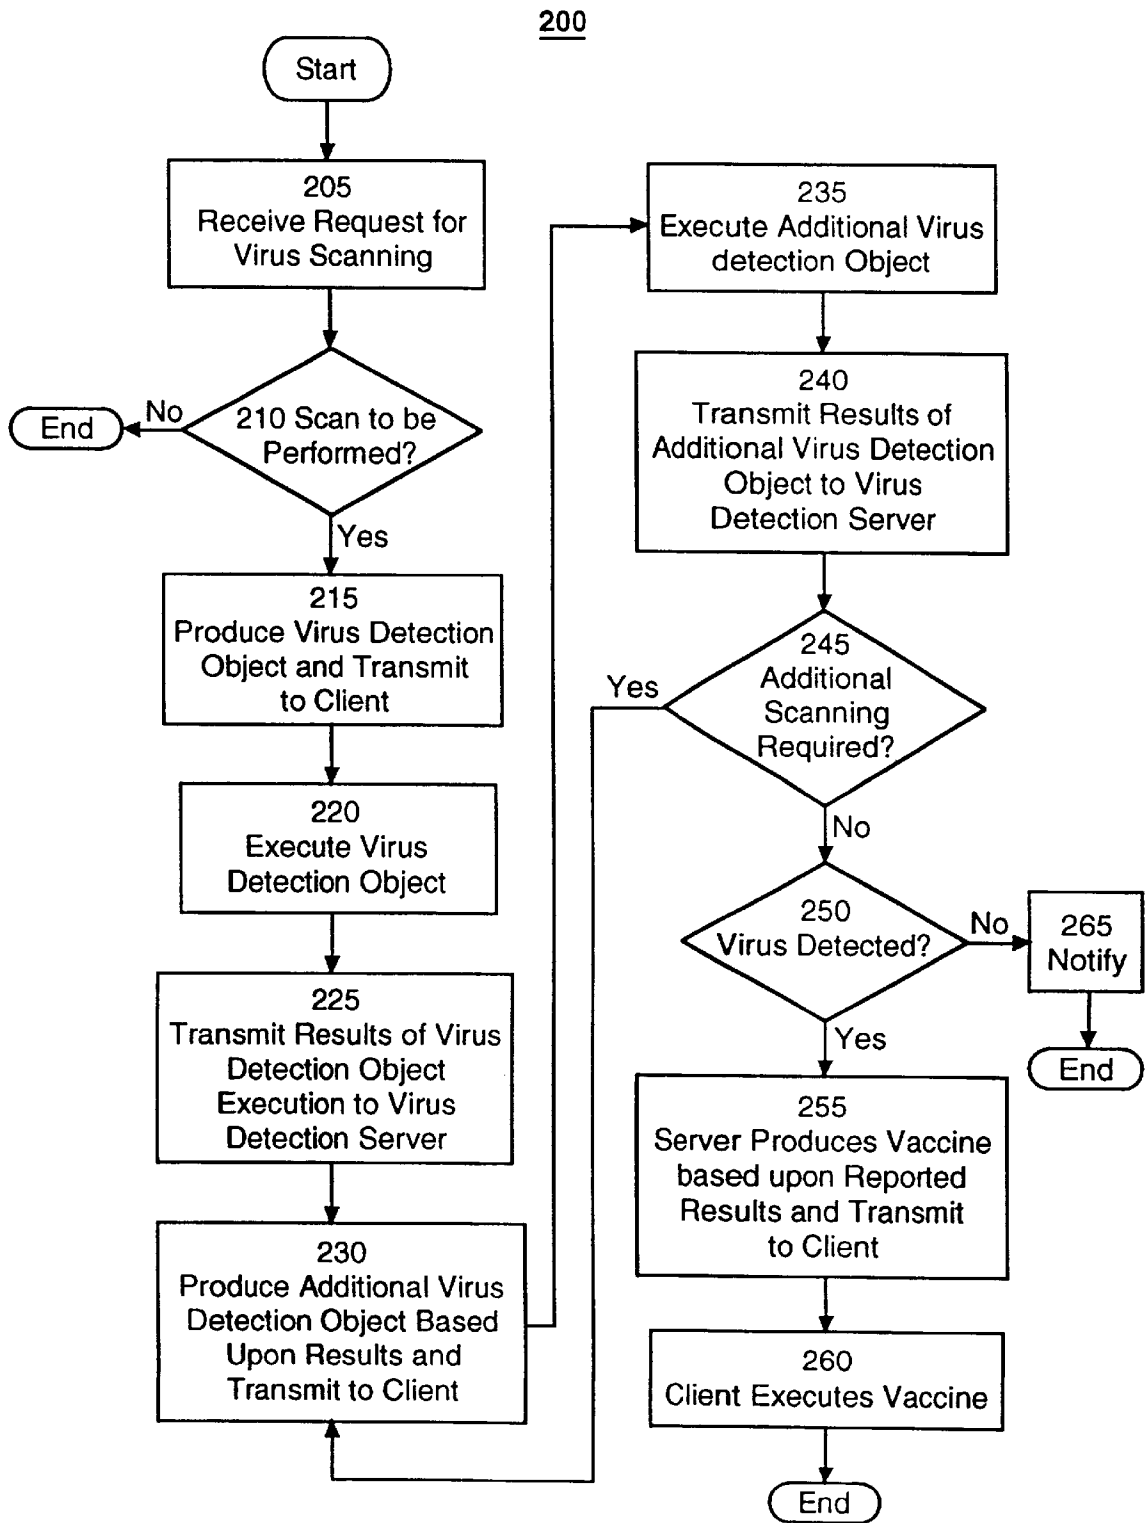 200
Start
205
Receive Request for
Virus Scanning
210 Scan to be
Performed?
No
End
Yes
215
Produce Virus Detection
Object and Transmit
to Client
220
Execute Virus
Detection Object
225
Transmit Results of Virus
Detection Object
Execution to Virus
Detection Server
230
Produce Additional Virus
Detection Object Based
Upon Results and
Transmit to Client
235
Execute Additional Virus
detection Object
240
Transmit Results of
Additional Virus Detection
Object to Virus
Detection Server
245
Additional
Scanning
Required?
Yes
No
250
Virus Detected?
No
265
Notify
End
Yes
255
Server Produces Vaccine
based upon Reported
Results and Transmit
to Client
260
Client Executes Vaccine
End